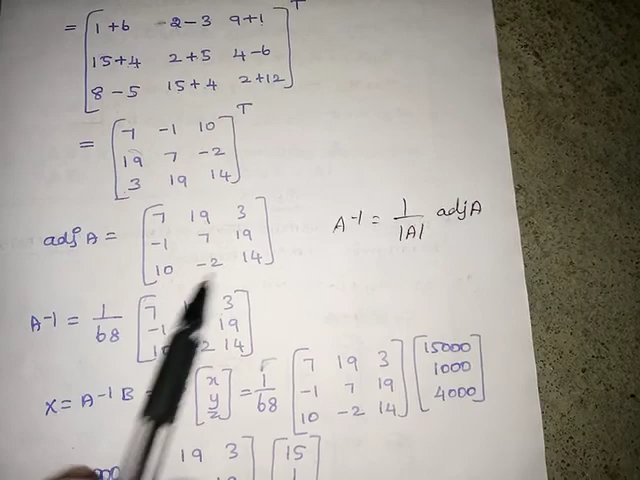 = [ 1+6 2-3 9+1 ]ᵀ
15+4 2+5 4-6
8-5 15+4 2+12
= [ 7 -1 10 ]ᵀ
19 7 -2
3 19 14
adj A = [ 7 19 3 ]
-1 7 19
10 -2 14
A⁻¹ = 1/|A| adj A
A⁻¹ = 1/68 [ 7 3 ]
-1 19
2 14
X = A⁻¹ B [ x y z ] = 1/68 [ 7 19 3 ] [ 15000 ]
-1 7 19 1000
10 -2 14 4000
19 3 ] [ 15